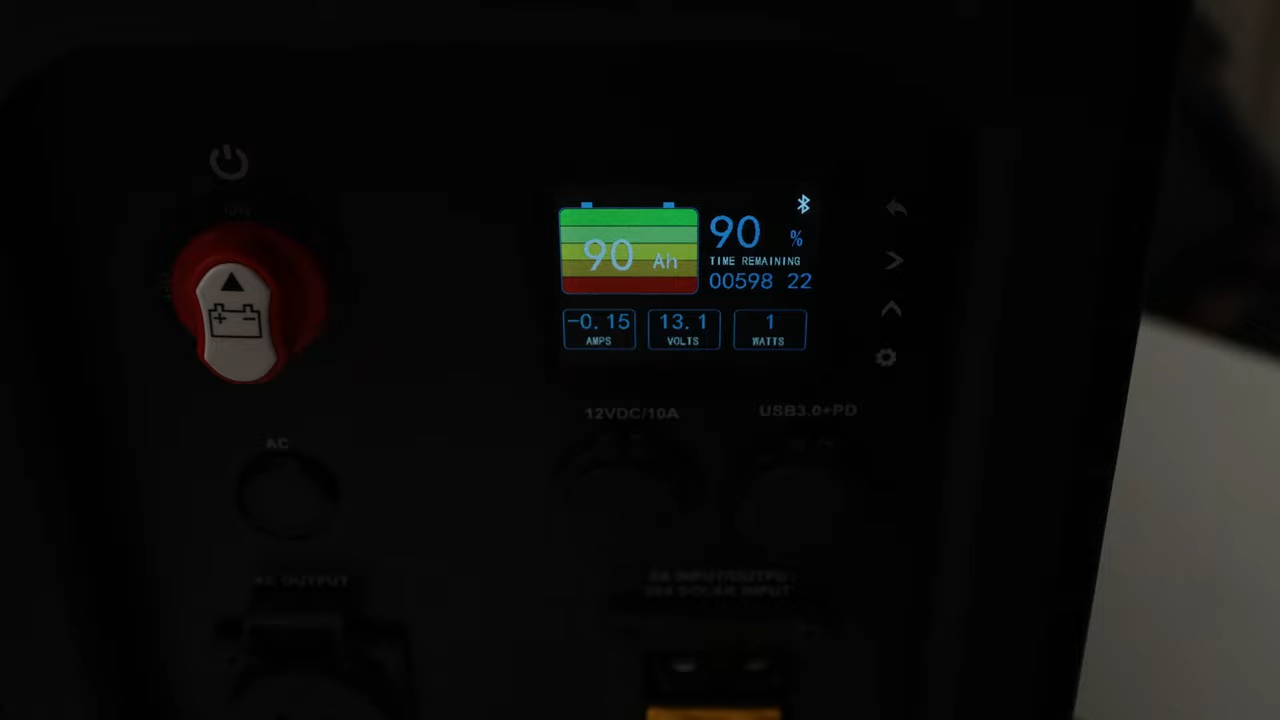 90 Ah
90 %
TIME REMAINING
00598 22
-0.15
AMPS
13.1
VOLTS
1
WATTS
12VDC/10A
USB3.0+PD
AC
AC OUTPUT